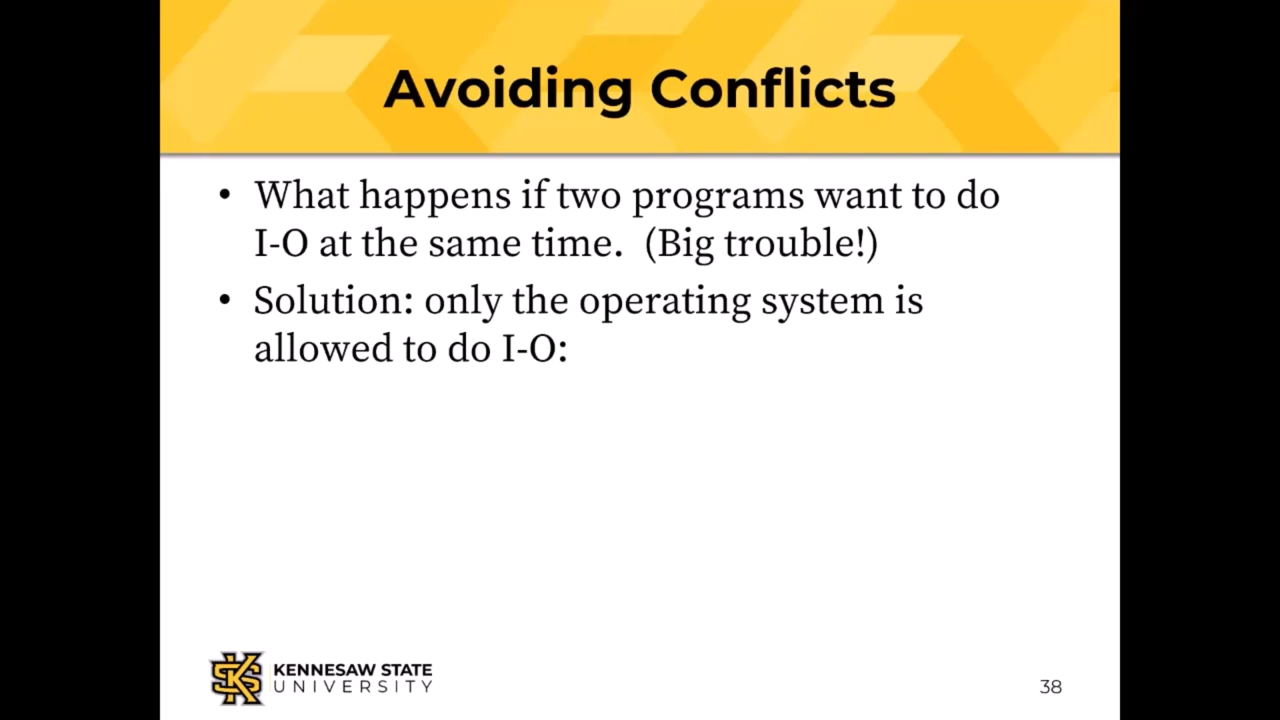 Avoiding Conflicts
• What happens if two programs want to do
I-O at the same time.  (Big trouble!)
• Solution: only the operating system is
allowed to do I-O:
KENNESAW STATE
UNIVERSITY
38